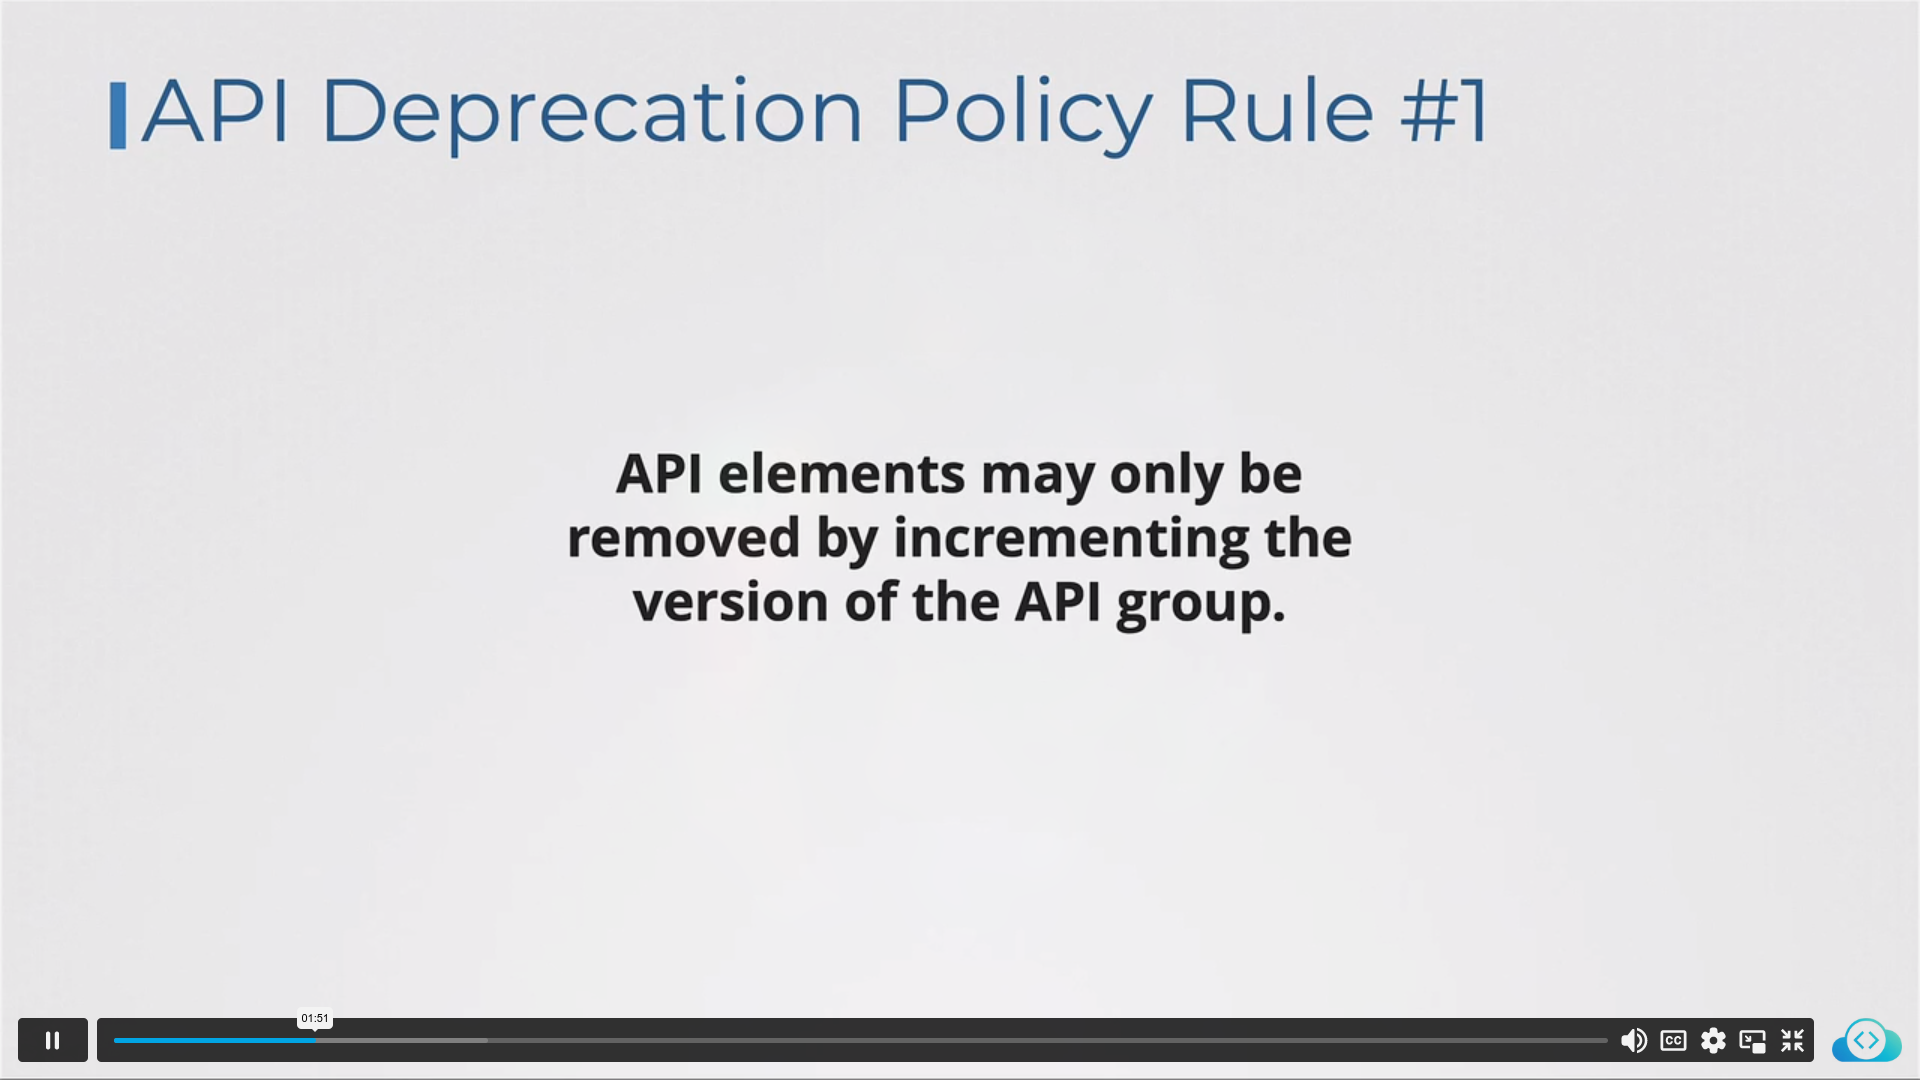 API Deprecation Policy Rule #1
API elements may only be
removed by incrementing the
version of the API group.
01:51
CC